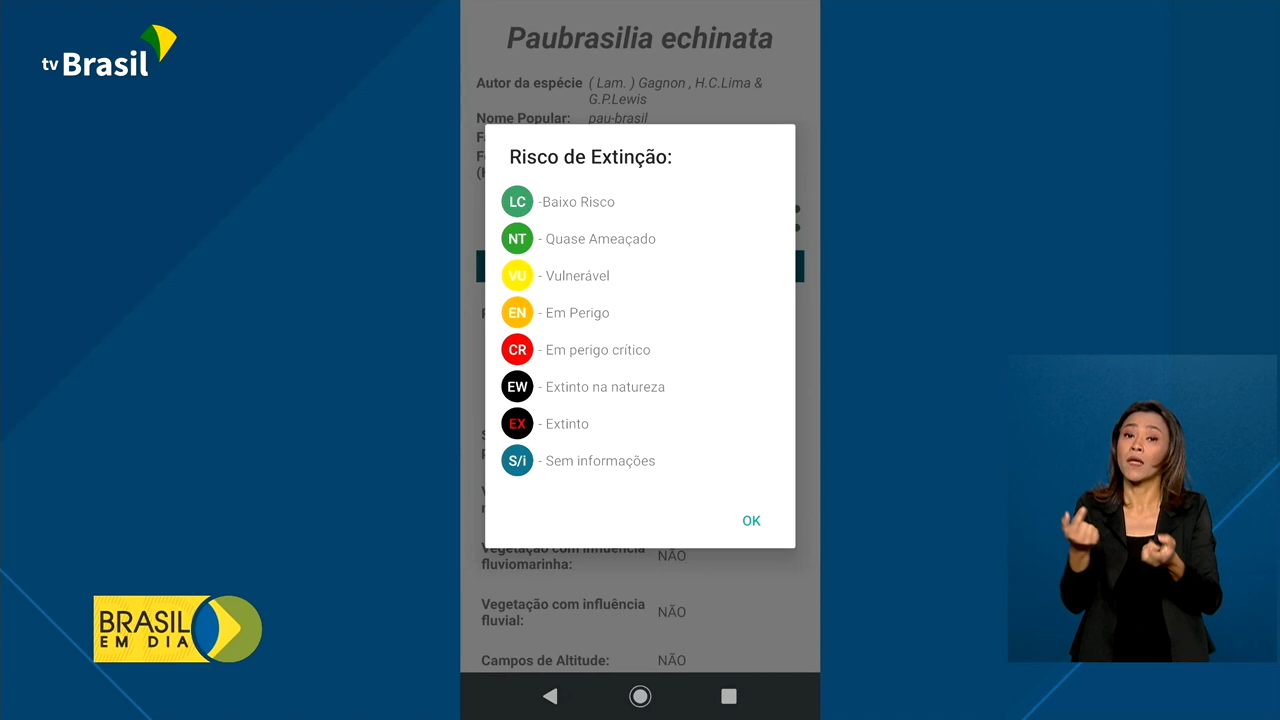 tv Brasil
Paubrasilia echinata
Autor da espécie ( Lam. ) Gagnon , H.C.Lima &
G.P.Lewis
Nome Popular: pau-brasil
Risco de Extinção:
LC -Baixo Risco
NT - Quase Ameaçado
VU - Vulnerável
EN - Em Perigo
CR - Em perigo crítico
EW - Extinto na natureza
EX - Extinto
S/i - Sem informações
OK
Vegetação com influência
fluviomarinha: NÃO
Vegetação com influência
fluvial: NÃO
Campos de Altitude: NÃO
BRASIL
EM DIA